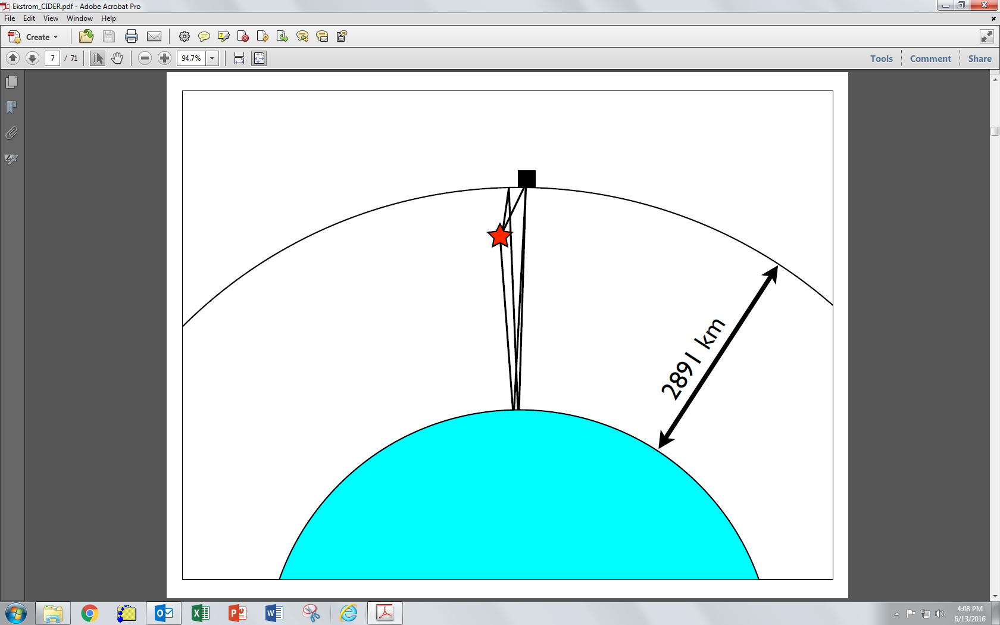 Ekstrom_CIDER.pdf - Adobe Acrobat Pro
File Edit View Window Help
Create
7 / 71 94.7% Tools Comment Share
2891 km
4:08 PM
6/13/2016